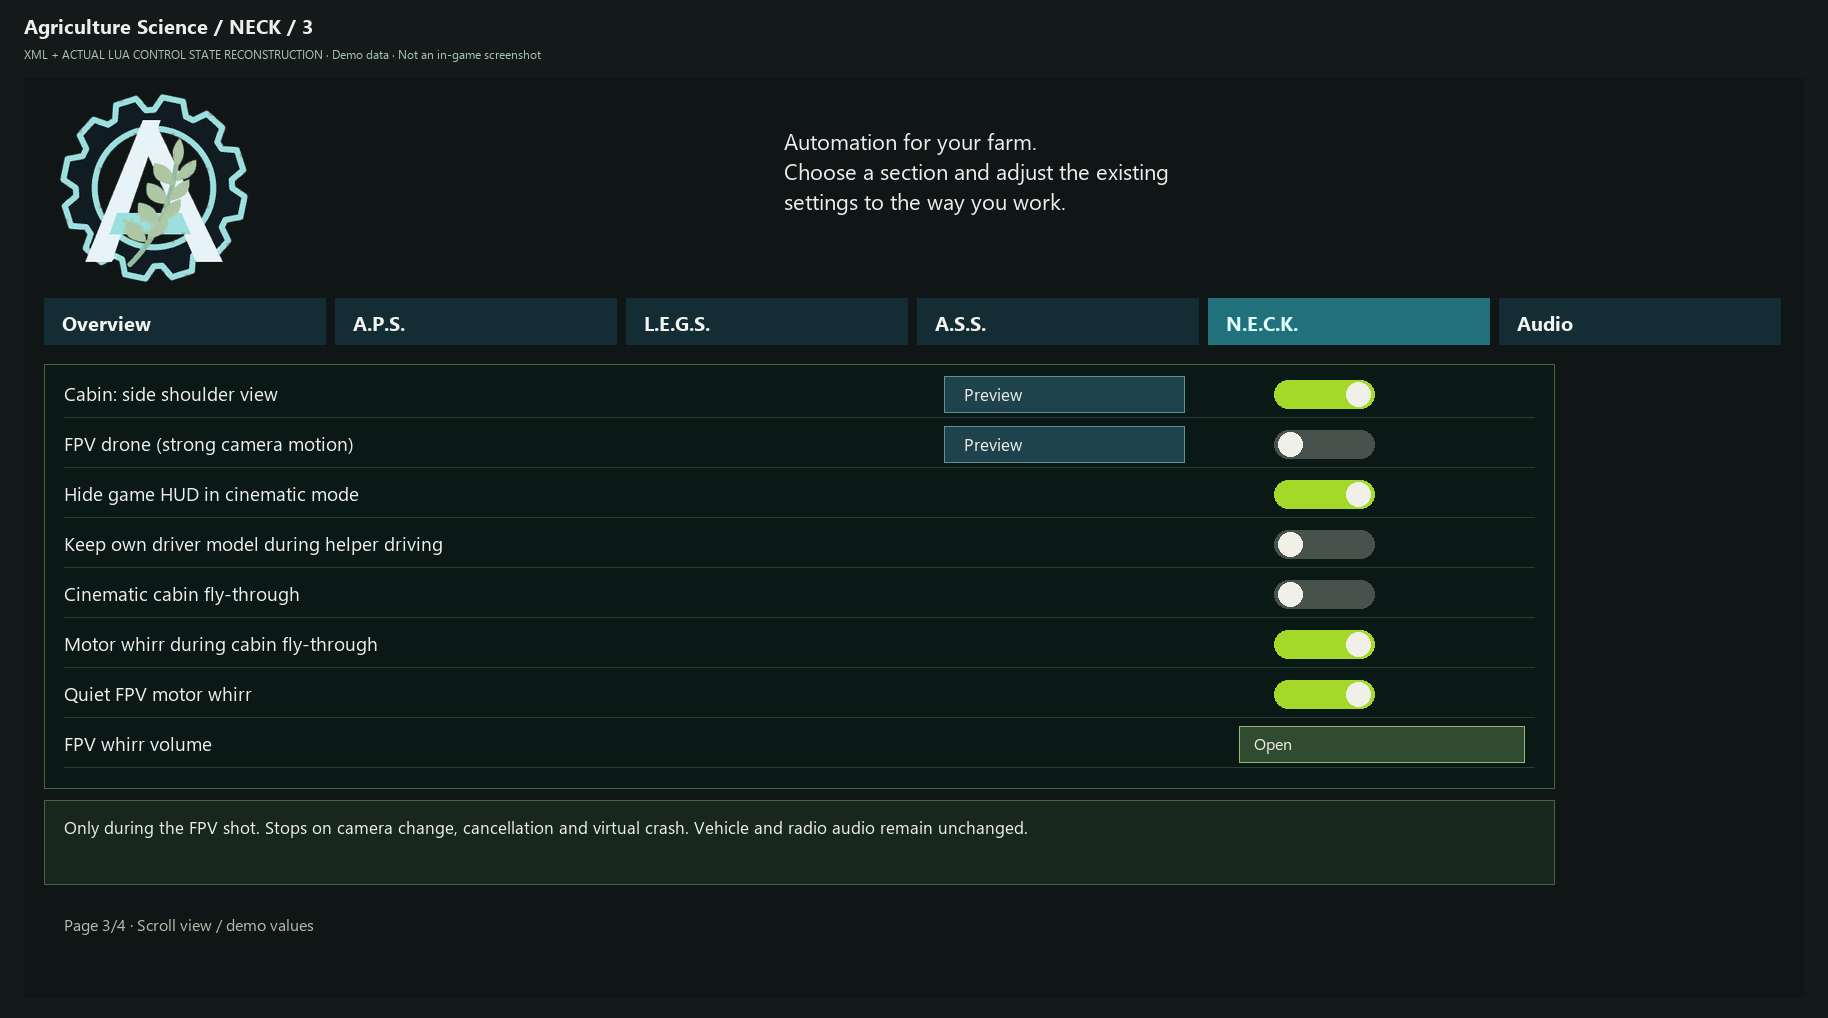 Agriculture Science / NECK / 3
XML + ACTUAL LUA CONTROL STATE RECONSTRUCTION · Demo data · Not an in-game screenshot
Automation for your farm.
Choose a section and adjust the existing
settings to the way you work.
Overview
A.P.S.
L.E.G.S.
A.S.S.
N.E.C.K.
Audio
Cabin: side shoulder view
Preview
FPV drone (strong camera motion)
Preview
Hide game HUD in cinematic mode
Keep own driver model during helper driving
Cinematic cabin fly-through
Motor whirr during cabin fly-through
Quiet FPV motor whirr
FPV whirr volume
Open
Only during the FPV shot. Stops on camera change, cancellation and virtual crash. Vehicle and radio audio remain unchanged.
Page 3/4 · Scroll view / demo values